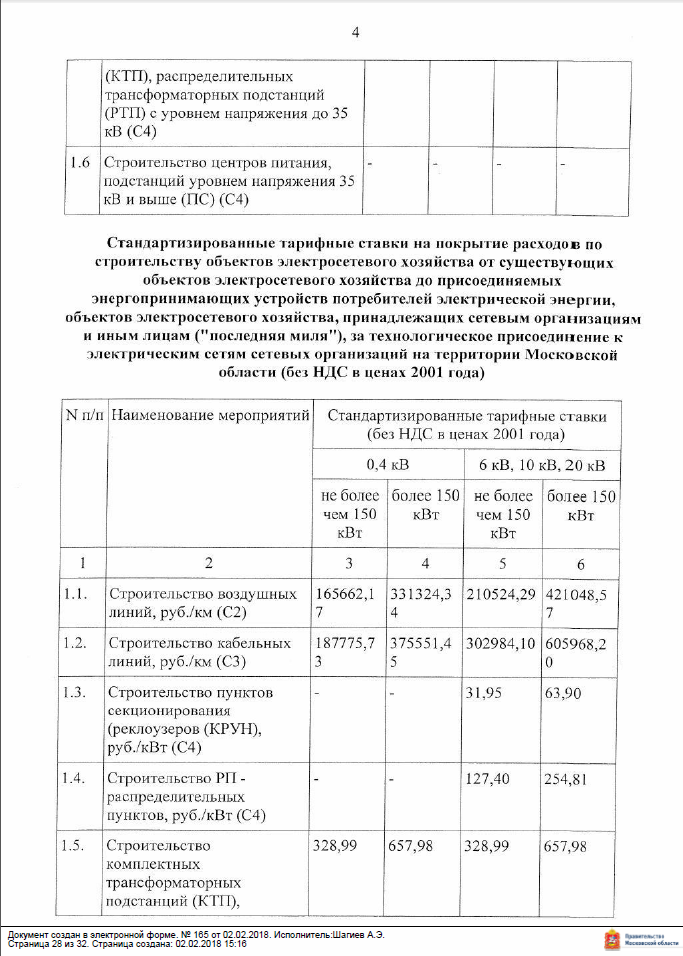 4
(КТП), распределительных
трансформаторных подстанций
(РТП) с уровнем напряжения до 35
кВ (С4)
1.6 Строительство центров питания, - - - -
подстанций уровнем напряжения 35
кВ и выше (ПС) (С4)
Стандартизированные тарифные ставки на покрытие расходов по
строительству объектов электросетевого хозяйства от существующих
объектов электросетевого хозяйства до присоединяемых
энергопринимающих устройств потребителей электрической энергии,
объектов электросетевого хозяйства, принадлежащих сетевым организациям
и иным лицам ("последняя миля"), за технологическое присоединение к
электрическим сетям сетевых организаций на территории Московской
области (без НДС в ценах 2001 года)
N п/п Наименование мероприятий Стандартизированные тарифные ставки
(без НДС в ценах 2001 года)
0,4 кВ 6 кВ, 10 кВ, 20 кВ
не более более 150 не более более 150
чем 150 кВт чем 150 кВт
кВт кВт
1 2 3 4 5 6
1.1. Строительство воздушных 165662,1 331324,3 210524,29 421048,5
линий, руб./км (С2) 7 4 7
1.2. Строительство кабельных 187775,7 375551,4 302984,10 605968,2
линий, руб./км (С3) 3 5 0
1.3. Строительство пунктов - - 31,95 63,90
секционирования
(реклоузеров (КРУН),
руб./кВт (С4)
1.4. Строительство РП - - - 127,40 254,81
распределительных
пунктов, руб./кВт (С4)
1.5. Строительство 328,99 657,98 328,99 657,98
комплектных
трансформаторных
подстанций (КТП),
Документ создан в электронной форме. № 165 от 02.02.2018. Исполнитель:Шагиев А.Э.
Страница 28 из 32. Страница создана: 02.02.2018 15:16
Правительство
Московской области